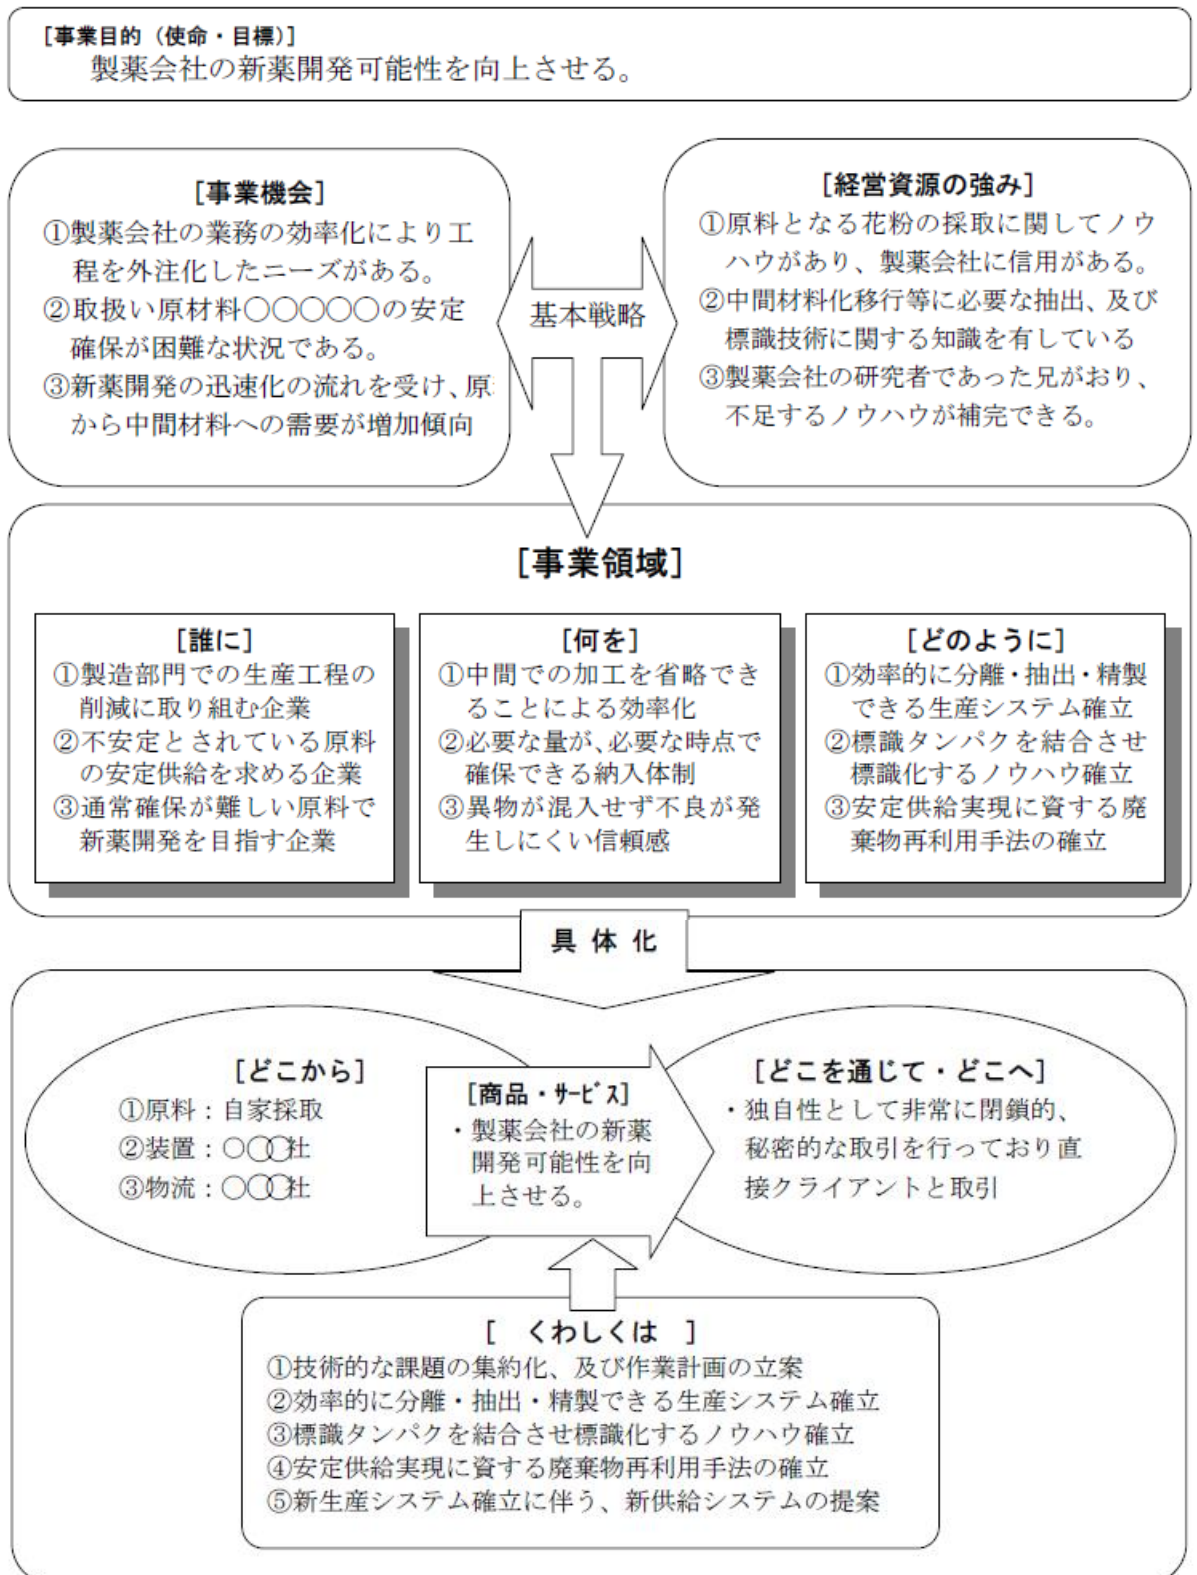 [事業目的（使命・目標）]
製薬会社の新薬開発可能性を向上させる。
[事業機会]
①製薬会社の業務の効率化により工
程を外注化したニーズがある。
②取扱い原材料○○○○○の安定
確保が困難な状況である。
③新薬開発の迅速化の流れを受け、原
から中間材料への需要が増加傾向
基本戦略
[経営資源の強み]
①原料となる花粉の採取に関してノウ
ハウがあり、製薬会社に信用がある。
②中間材料化移行等に必要な抽出、及び
標識技術に関する知識を有している
③製薬会社の研究者であった兄がおり、
不足するノウハウが補完できる。
[事業領域]
[誰に]
①製造部門での生産工程の
削減に取り組む企業
②不安定とされている原料
の安定供給を求める企業
③通常確保が難しい原料で
新薬開発を目指す企業
[何を]
①中間での加工を省略でき
ることによる効率化
②必要な量が、必要な時点で
確保できる納入体制
③異物が混入せず不良が発
生しにくい信頼感
[どのように]
①効率的に分離・抽出・精製
できる生産システム確立
②標識タンパクを結合させ
標識化するノウハウ確立
③安定供給実現に資する廃
棄物再利用手法の確立
具 体 化
[どこから]
①原料：自家採取
②装置：○○○社
③物流：○○○社
[商品・ｻｰﾋﾞｽ]
・製薬会社の新薬
開発可能性を向
上させる。
[どこを通じて・どこへ]
・独自性として非常に閉鎖的、
秘密的な取引を行っており直
接クライアントと取引
[　くわしくは　]
①技術的な課題の集約化、及び作業計画の立案
②効率的に分離・抽出・精製できる生産システム確立
③標識タンパクを結合させ標識化するノウハウ確立
④安定供給実現に資する廃棄物再利用手法の確立
⑤新生産システム確立に伴う、新供給システムの提案